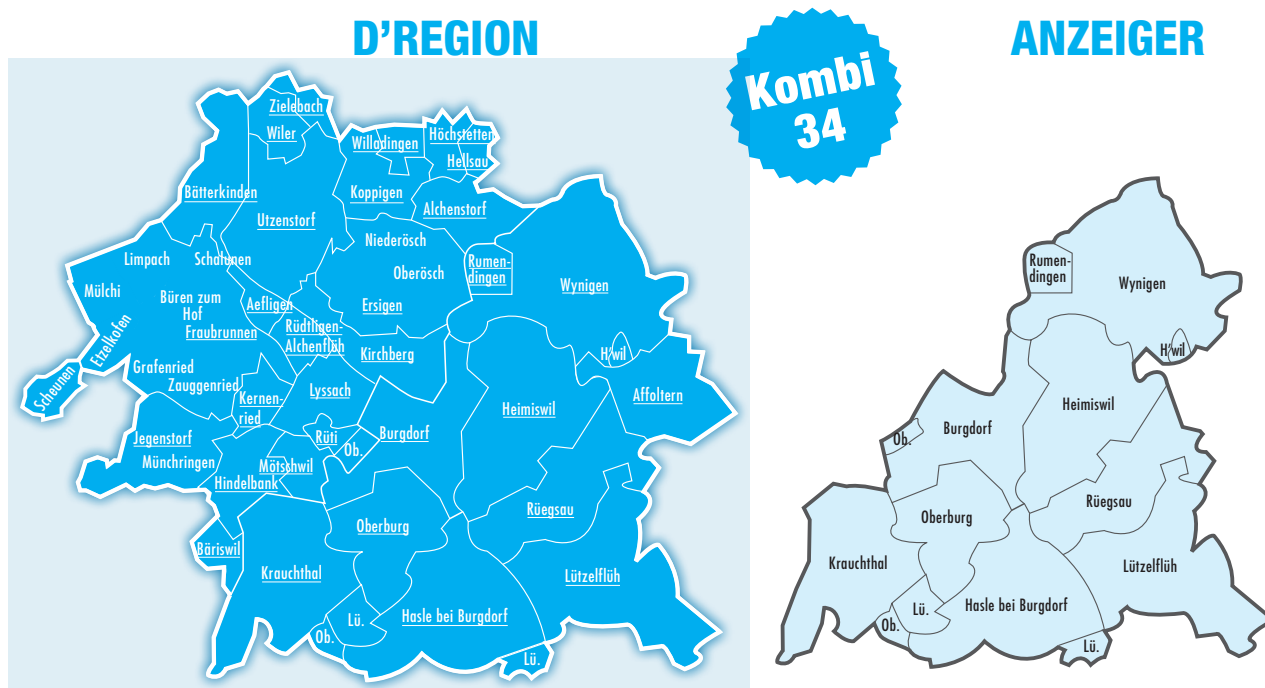 D'REGION
Kombi
34
ANZEIGER
Zielebach
Wiler
Willadingen
Höchstetten
Hellsau
Bätterkinden
Koppigen
Alchenstorf
Utzenstorf
Niederösch
Limpach
Schalunen
Oberösch
Rumen-
dingen
Mülchi
Wynigen
Büren zum
Hof
Aefligen
Ersigen
Fraubrunnen
Etzelkofen
Rüdtligen-
Alchenflüh
Kirchberg
H'wil
Grafenried
Zauggenried
Scheunen
Kernen-
ried
Lyssach
Affoltern
Heimiswil
Jegenstorf
Rüti
Burgdorf
Ob.
Münchringen
Mötschwil
Hindelbank
Rüegsau
Oberburg
Bäriswil
Krauchthal
Lützelflüh
Hasle bei Burgdorf
Lü.
Ob.
Lü.
Rumen-
dingen
Wynigen
H'wil
Heimiswil
Burgdorf
Ob.
Rüegsau
Oberburg
Krauchthal
Lützelflüh
Hasle bei Burgdorf
Lü.
Ob.
Lü.